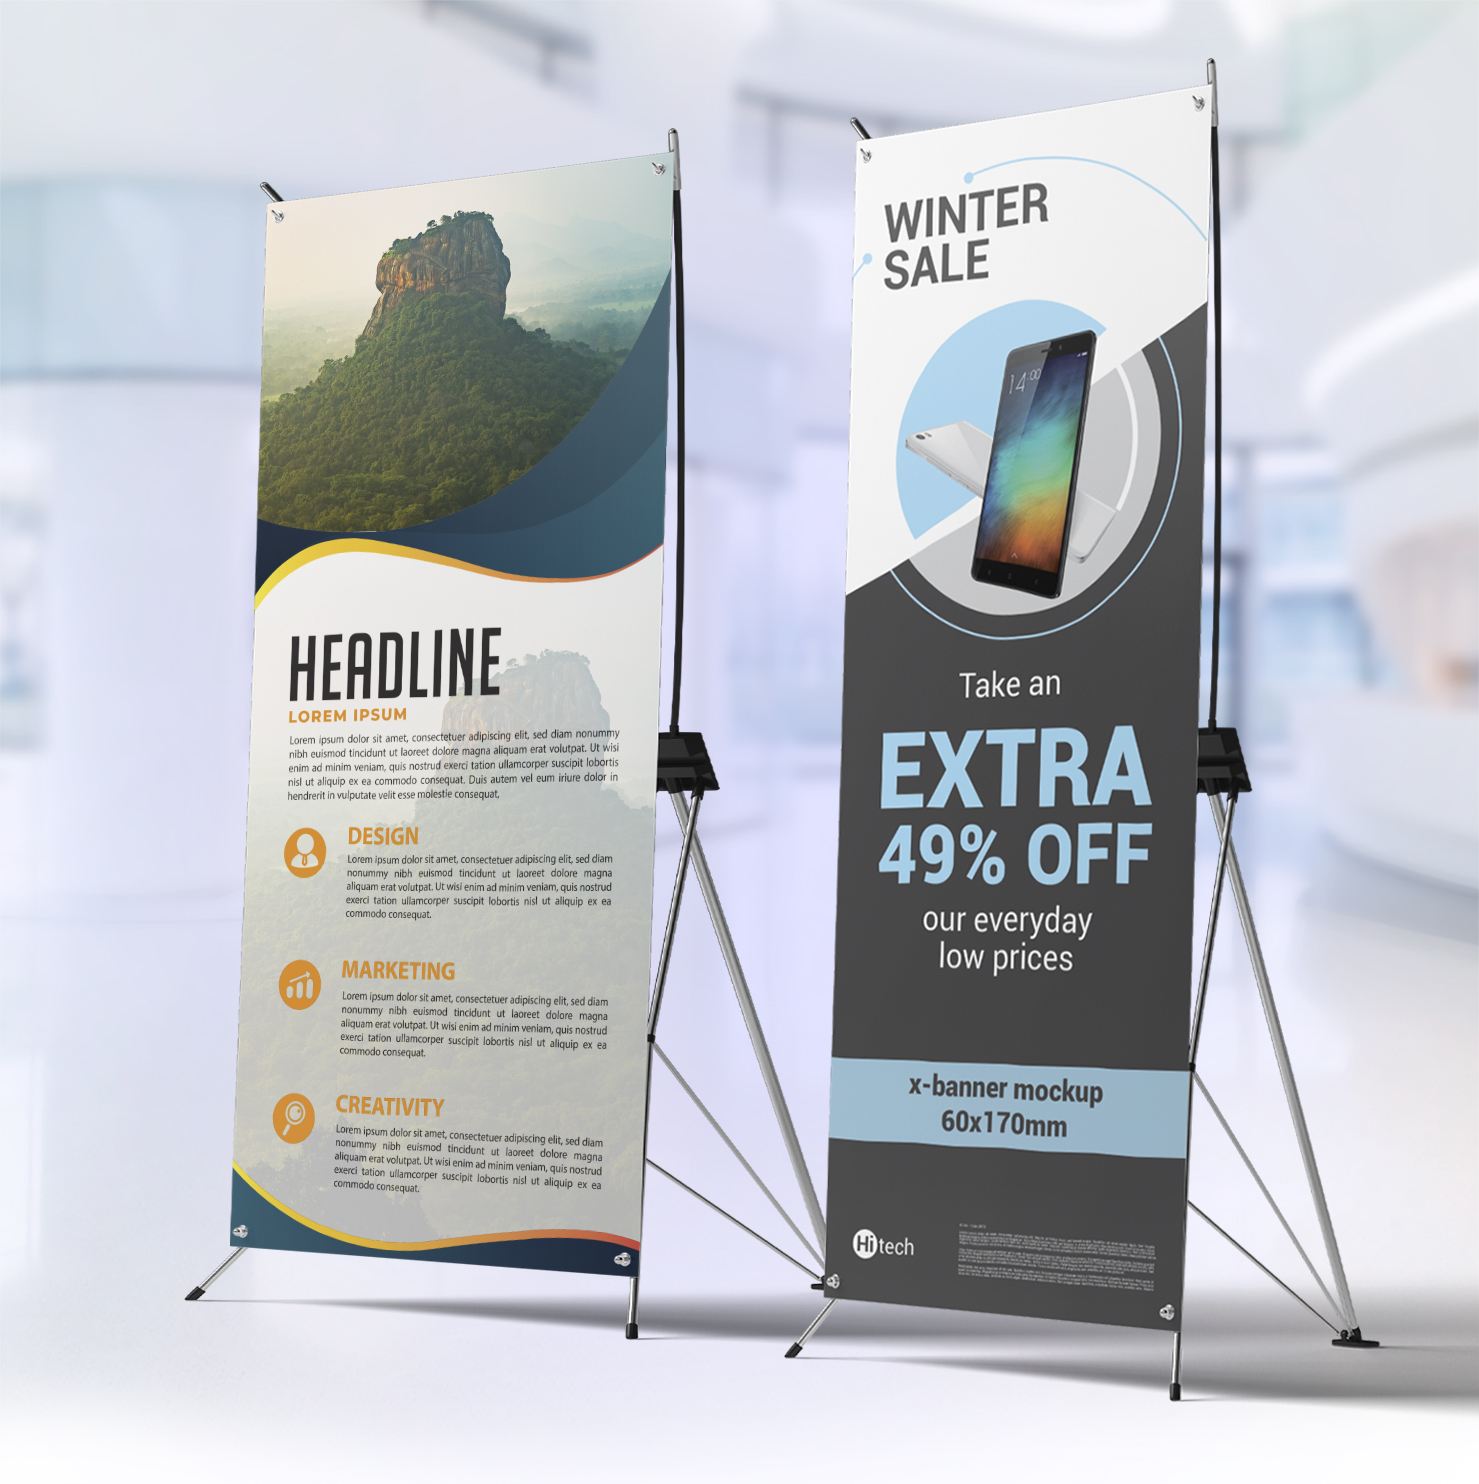 HEADLINE
LOREM IPSUM
Lorem ipsum dolor sit amet, consectetuer adipiscing elit, sed diam nonummy
nibh euismod tincidunt ut laoreet dolore magna aliquam erat volutpat. Ut wisi
enim ad minim veniam, quis nostrud exerci tation ullamcorper suscipit lobortis
nisl ut aliquip ex ea commodo consequat. Duis autem vel eum iriure dolor in
hendrerit in vulputate velit esse molestie consequat,
DESIGN
Lorem ipsum dolor sit amet, consectetuer adipiscing elit, sed diam
nonummy nibh euismod tincidunt ut laoreet dolore magna
aliquam erat volutpat. Ut wisi enim ad minim veniam, quis nostrud
exerci tation ullamcorper suscipit lobortis nisl ut aliquip ex ea
commodo consequat.
MARKETING
Lorem ipsum dolor sit amet, consectetuer adipiscing elit, sed diam
nonummy nibh euismod tincidunt ut laoreet dolore magna
aliquam erat volutpat. Ut wisi enim ad minim veniam, quis nostrud
exerci tation ullamcorper suscipit lobortis nisl ut aliquip ex ea
commodo consequat.
CREATIVITY
Lorem ipsum dolor sit amet, consectetuer adipiscing elit, sed diam
nonummy nibh euismod tincidunt ut laoreet dolore magna
aliquam erat volutpat. Ut wisi enim ad minim veniam, quis nostrud
exerci tation ullamcorper suscipit lobortis nisl ut aliquip ex ea
commodo consequat.
WINTER
SALE
14:00
Take an
EXTRA
49% OFF
our everyday
low prices
x-banner mockup
60x170mm
Hi tech